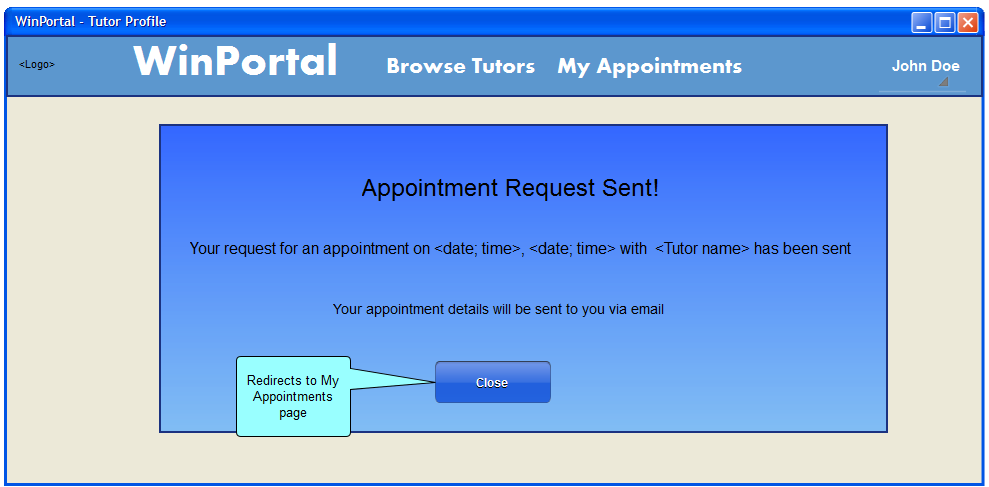 WinPortal - Tutor Profile
<Logo>
WinPortal
Browse Tutors
My Appointments
John Doe
Appointment Request Sent!
Your request for an appointment on <date; time>, <date; time> with  <Tutor name> has been sent
Your appointment details will be sent to you via email
Redirects to My
Appointments
page
Close